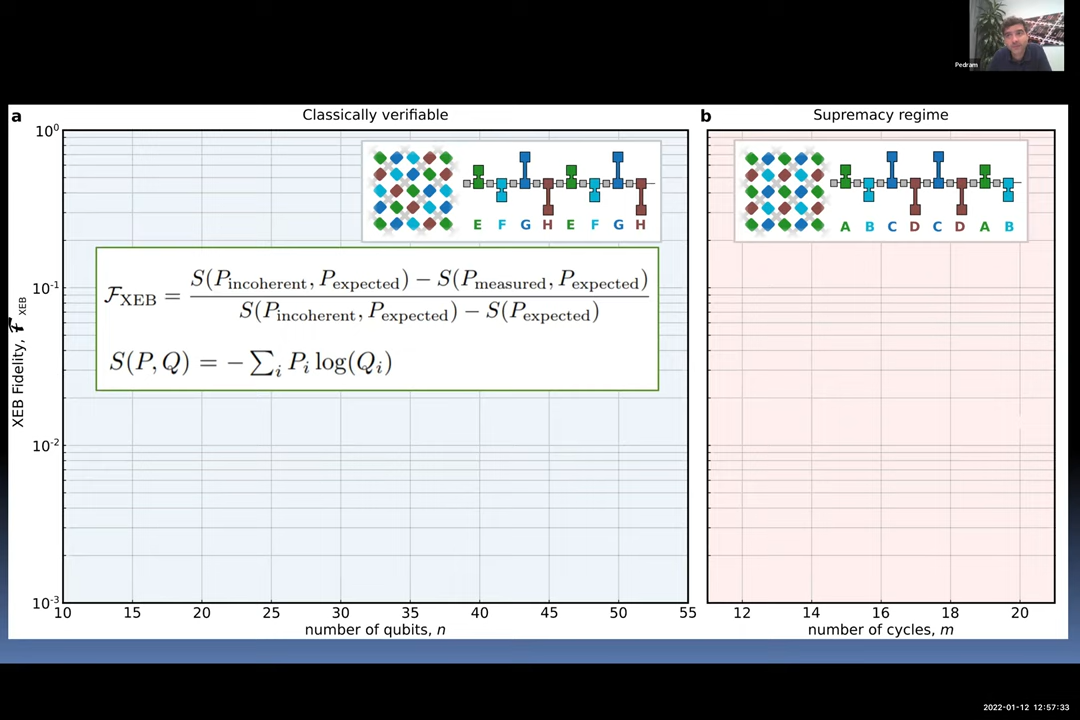 Pedram
a Classically verifiable
b Supremacy regime
10⁰
E F G H E F G H
A B C D C D A B
F_XEB = S(P_incoherent, P_expected) − S(P_measured, P_expected) / S(P_incoherent, P_expected) − S(P_expected)
10⁻¹
S(P, Q) = − ∑_i P_i log(Q_i)
XEB Fidelity, F_XEB
10⁻²
10⁻³
10 15 20 25 30 35 40 45 50 55
12 14 16 18 20
number of qubits, n
number of cycles, m
2022-01-12 12:57:33